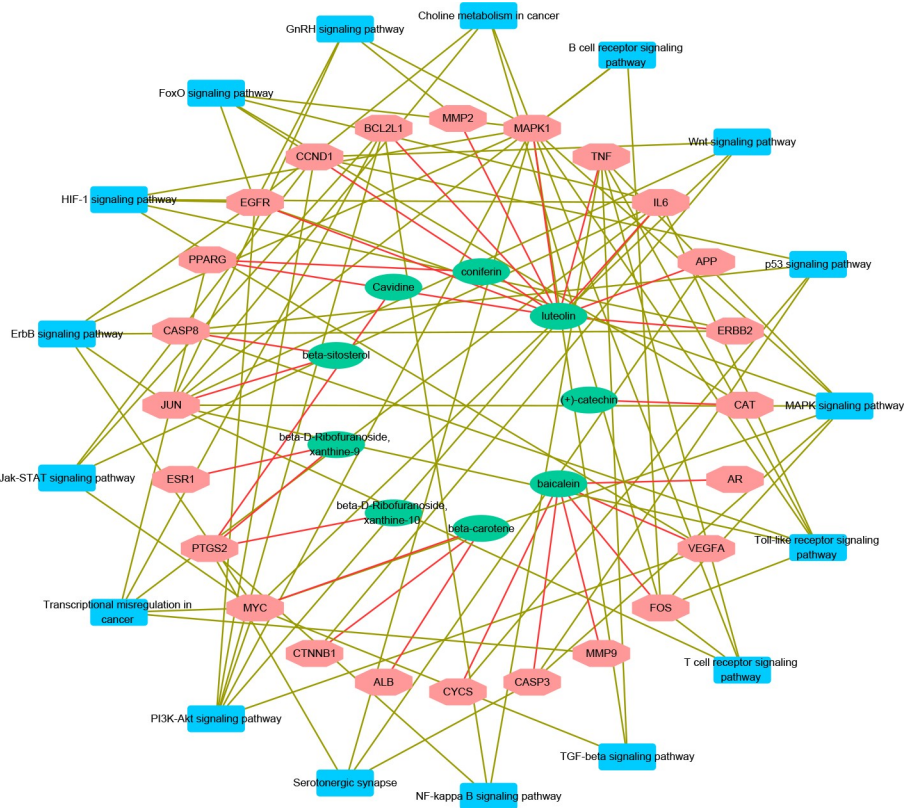 Choline metabolism in cancer
GnRH signaling pathway
B cell receptor signaling
pathway
FoxO signaling pathway
MMP2
BCL2L1
MAPK1
CCND1
TNF
Wnt signaling pathway
HIF-1 signaling pathway
EGFR
IL6
PPARG
coniferin
APP
p53 signaling pathway
Cavidine
luteolin
ErbB signaling pathway
CASP8
ERBB2
beta-sitosterol
JUN
(+)-catechin
CAT
MAPK signaling pathway
beta-D-Ribofuranoside,
xanthine-9
Jak-STAT signaling pathway
ESR1
baicalein
AR
beta-D-Ribofuranoside,
xanthine-10
beta-carotene
PTGS2
VEGFA
Toll-like receptor signaling
pathway
Transcriptional misregulation in
cancer
MYC
FOS
CTNNB1
MMP9
T cell receptor signaling
pathway
ALB
CYCS
CASP3
PI3K-Akt signaling pathway
TGF-beta signaling pathway
Serotonergic synapse
NF-kappa B signaling pathway